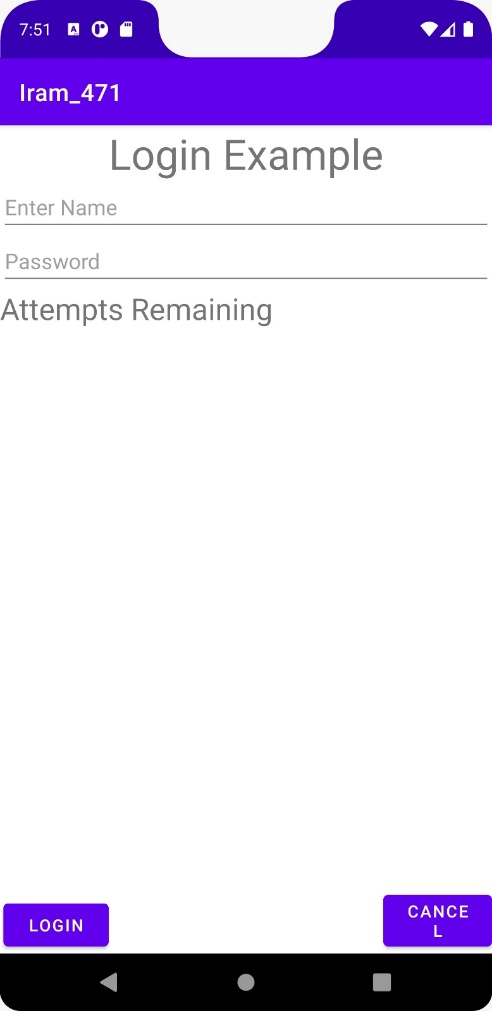 7:51
Iram_471
Login Example
Enter Name
Password
Attempts Remaining
LOGIN
CANCE
L